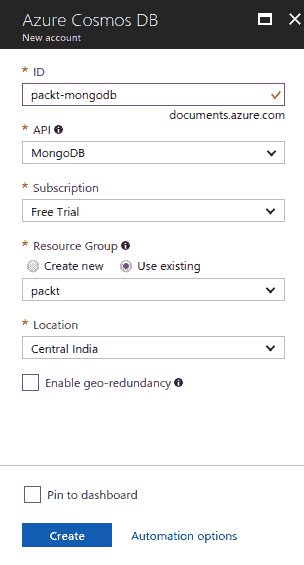 Azure Cosmos DB
New account
* ID
packt-mongodb
documents.azure.com
* API
MongoDB
* Subscription
Free Trial
* Resource Group
Create new Use existing
packt
* Location
Central India
Enable geo-redundancy
Pin to dashboard
Create Automation options